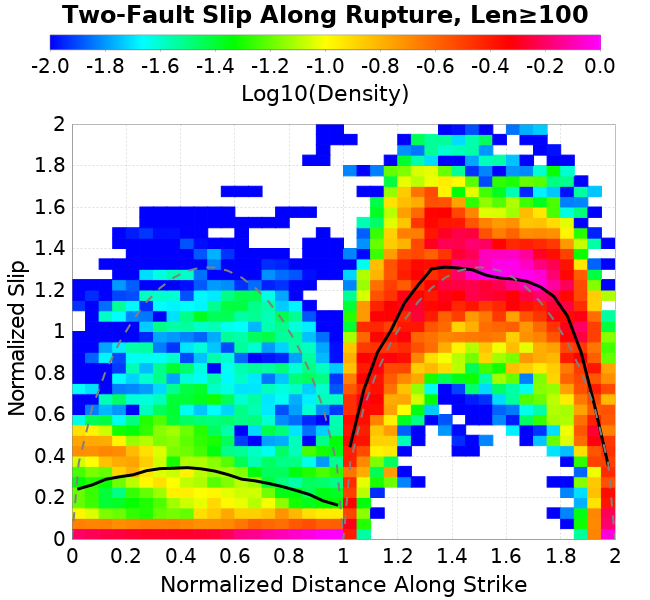 Two-Fault Slip Along Rupture, Len≥100
-2.0 -1.8 -1.6 -1.4 -1.2 -1.0 -0.8 -0.6 -0.4 -0.2 0.0
Log10(Density)
2
1.8
1.6
1.4
1.2
1
0.8
0.6
0.4
0.2
0
Normalized Slip
0 0.2 0.4 0.6 0.8 1 1.2 1.4 1.6 1.8 2
Normalized Distance Along Strike